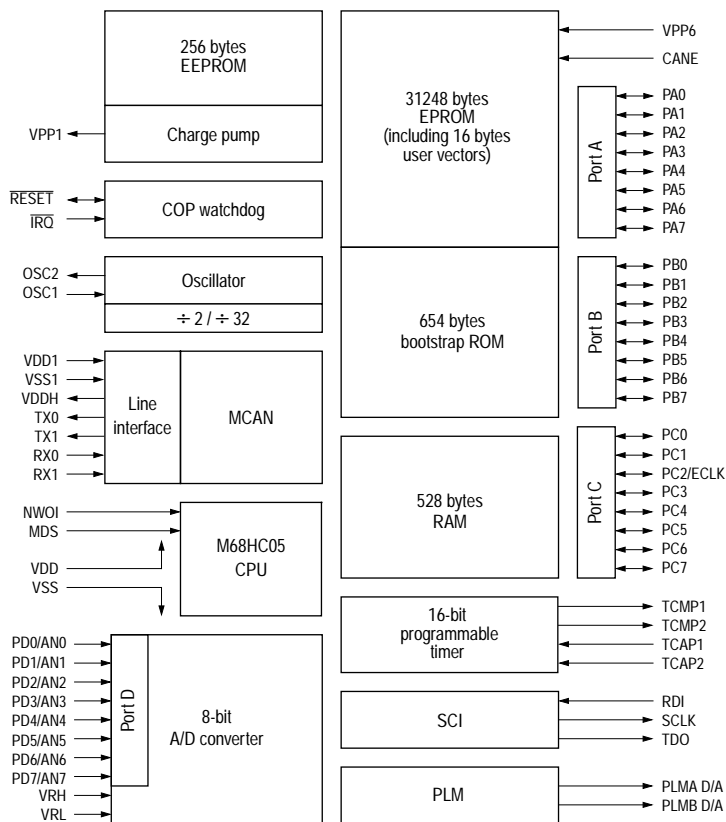 256 bytes
EEPROM
Charge pump
VPP1
RESET
IRQ
COP watchdog
OSC2
OSC1
Oscillator
÷ 2 / ÷ 32
VDD1
VSS1
VDDH
TX0
TX1
RX0
RX1
Line
interface
MCAN
NWOI
MDS
VDD
VSS
M68HC05
CPU
PD0/AN0
PD1/AN1
PD2/AN2
PD3/AN3
PD4/AN4
PD5/AN5
PD6/AN6
PD7/AN7
VRH
VRL
Port D
8-bit
A/D converter
31248 bytes
EPROM
(including 16 bytes
user vectors)
654 bytes
bootstrap ROM
528 bytes
RAM
16-bit
programmable
timer
SCI
PLM
VPP6
CANE
Port A
PA0
PA1
PA2
PA3
PA4
PA5
PA6
PA7
Port B
PB0
PB1
PB2
PB3
PB4
PB5
PB6
PB7
Port C
PC0
PC1
PC2/ECLK
PC3
PC4
PC5
PC6
PC7
TCMP1
TCMP2
TCAP1
TCAP2
RDI
SCLK
TDO
PLMA D/A
PLMB D/A